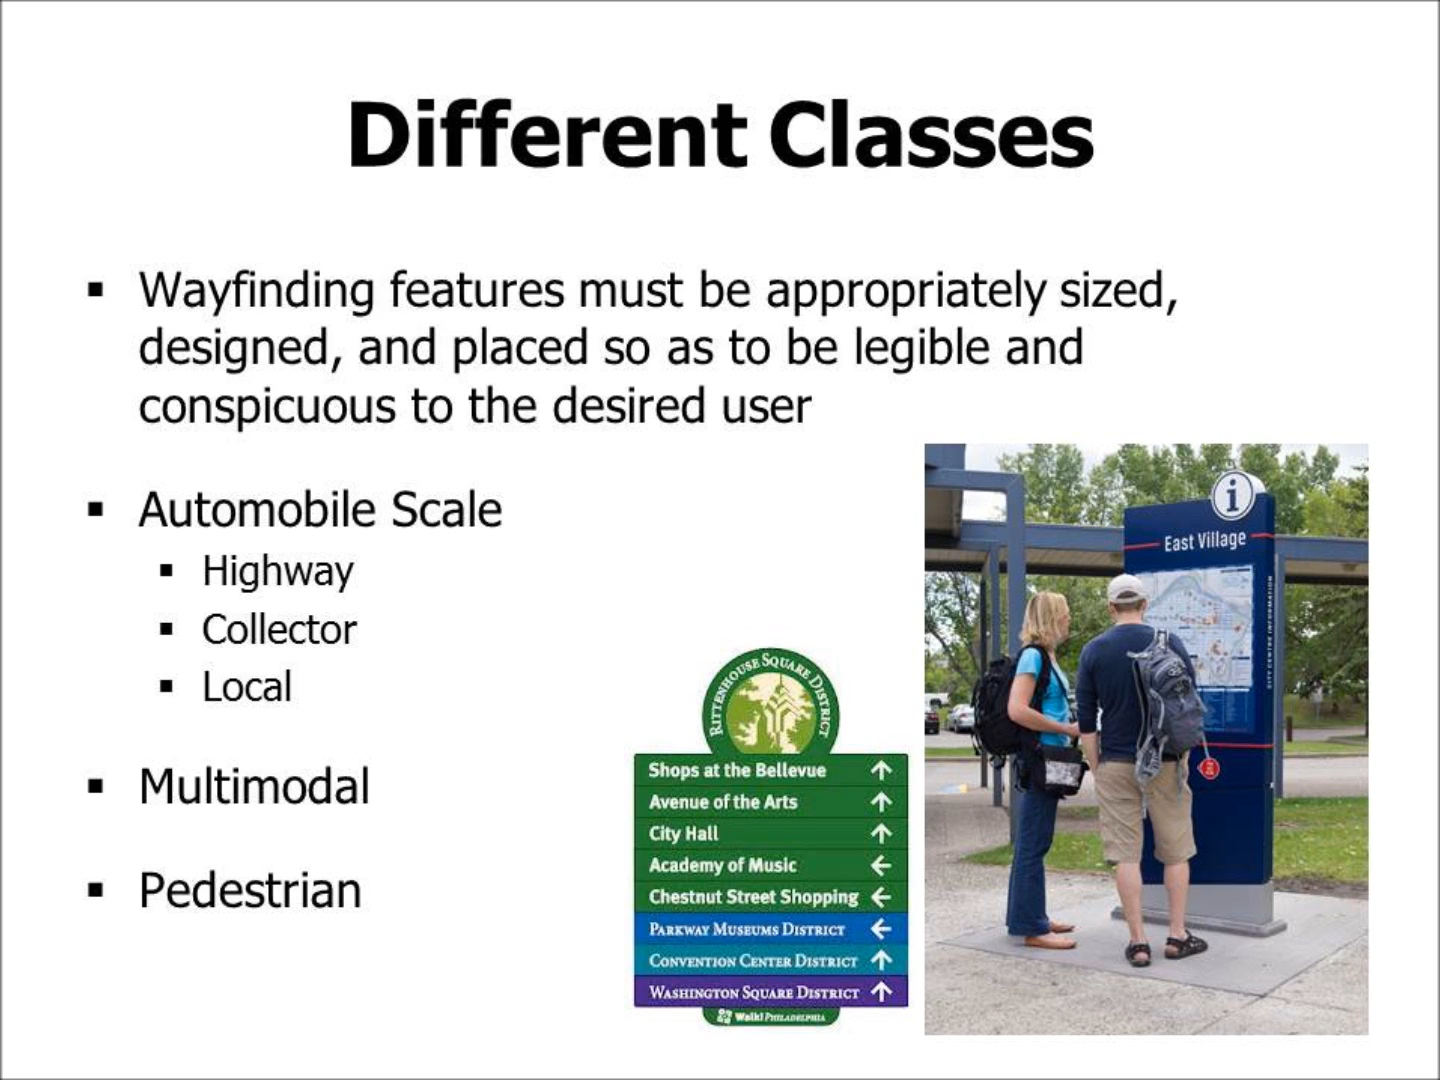 Different Classes
▪ Wayfinding features must be appropriately sized,
designed, and placed so as to be legible and
conspicuous to the desired user
▪ Automobile Scale
▪ Highway
▪ Collector
▪ Local
▪ Multimodal
▪ Pedestrian
RITTENHOUSE SQUARE DISTRICT
Shops at the Bellevue ↑
Avenue of the Arts ↑
City Hall ↑
Academy of Music ←
Chestnut Street Shopping ←
PARKWAY MUSEUMS DISTRICT ←
CONVENTION CENTER DISTRICT ↑
WASHINGTON SQUARE DISTRICT ↑
Walk! PHILADELPHIA
i
East Village
CITY CENTRE INFORMATION